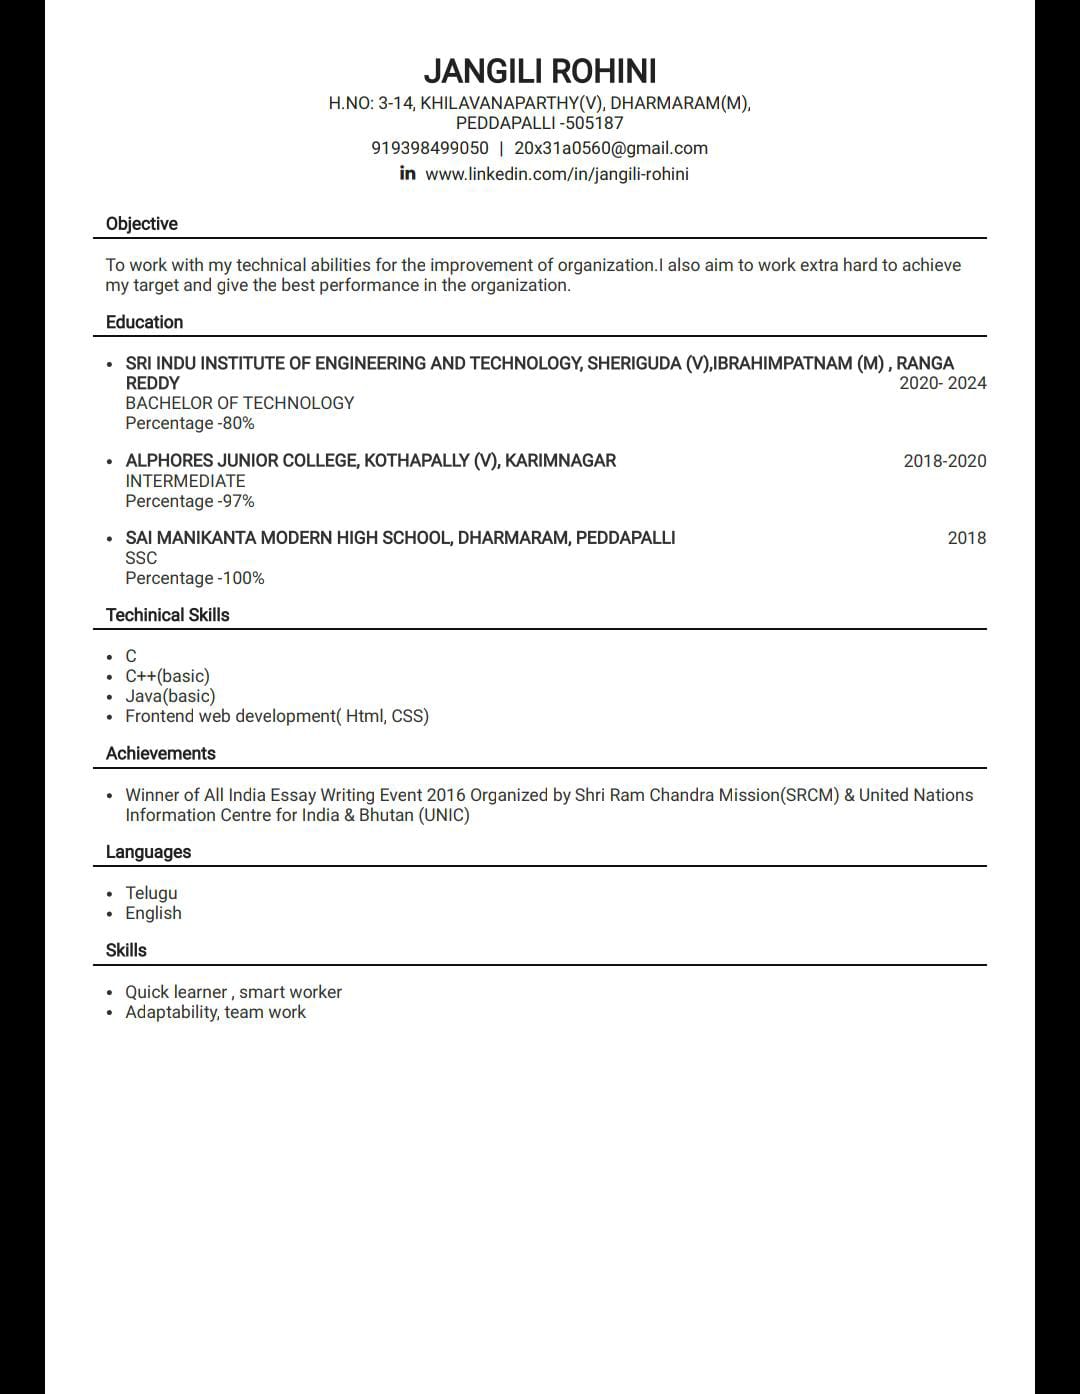 JANGILI ROHINI
H.NO: 3-14, KHILAVANAPARTHY(V), DHARMARAM(M),
PEDDAPALLI -505187
919398499050 | 20x31a0560@gmail.com
in www.linkedin.com/in/jangili-rohini
Objective
To work with my technical abilities for the improvement of organization.I also aim to work extra hard to achieve
my target and give the best performance in the organization.
Education
• SRI INDU INSTITUTE OF ENGINEERING AND TECHNOLOGY, SHERIGUDA (V),IBRAHIMPATNAM (M) , RANGA
REDDY 2020- 2024
BACHELOR OF TECHNOLOGY
Percentage -80%
• ALPHORES JUNIOR COLLEGE, KOTHAPALLY (V), KARIMNAGAR 2018-2020
INTERMEDIATE
Percentage -97%
• SAI MANIKANTA MODERN HIGH SCHOOL, DHARMARAM, PEDDAPALLI 2018
SSC
Percentage -100%
Techinical Skills
• C
• C++(basic)
• Java(basic)
• Frontend web development( Html, CSS)
Achievements
• Winner of All India Essay Writing Event 2016 Organized by Shri Ram Chandra Mission(SRCM) & United Nations
Information Centre for India & Bhutan (UNIC)
Languages
• Telugu
• English
Skills
• Quick learner , smart worker
• Adaptability, team work